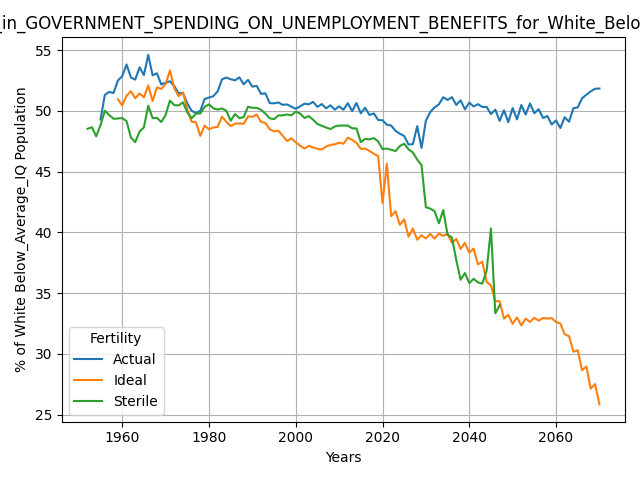 _in_GOVERNMENT_SPENDING_ON_UNEMPLOYMENT_BENEFITS_for_White_Belo
% of White Below_Average_IQ Population
55
50
45
40
35
30
25
Fertility
Actual
Ideal
Sterile
1960 1980 2000 2020 2040 2060
Years